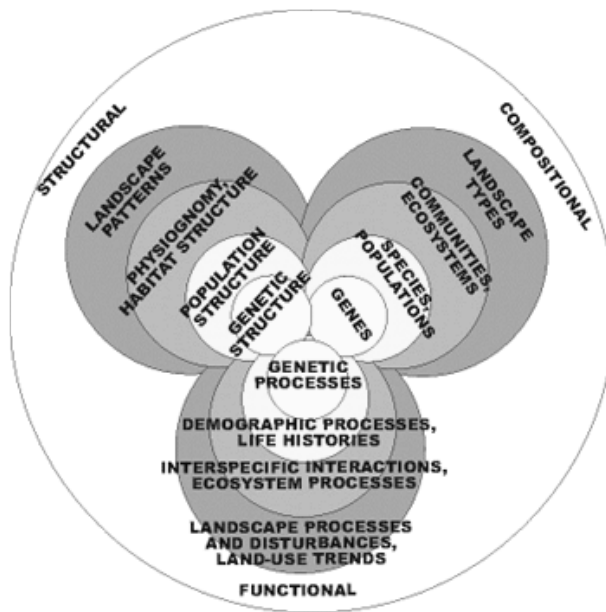 STRUCTURAL
LANDSCAPE
PATTERNS
PHYSIOGNOMY,
HABITAT STRUCTURE
POPULATION
STRUCTURE
GENETIC
STRUCTURE
COMPOSITIONAL
LANDSCAPE
TYPES
COMMUNITIES,
ECOSYSTEMS
SPECIES,
POPULATIONS
GENES
GENETIC
PROCESSES
DEMOGRAPHIC PROCESSES,
LIFE HISTORIES
INTERSPECIFIC INTERACTIONS,
ECOSYSTEM PROCESSES
LANDSCAPE PROCESSES
AND DISTURBANCES,
LAND-USE TRENDS
FUNCTIONAL